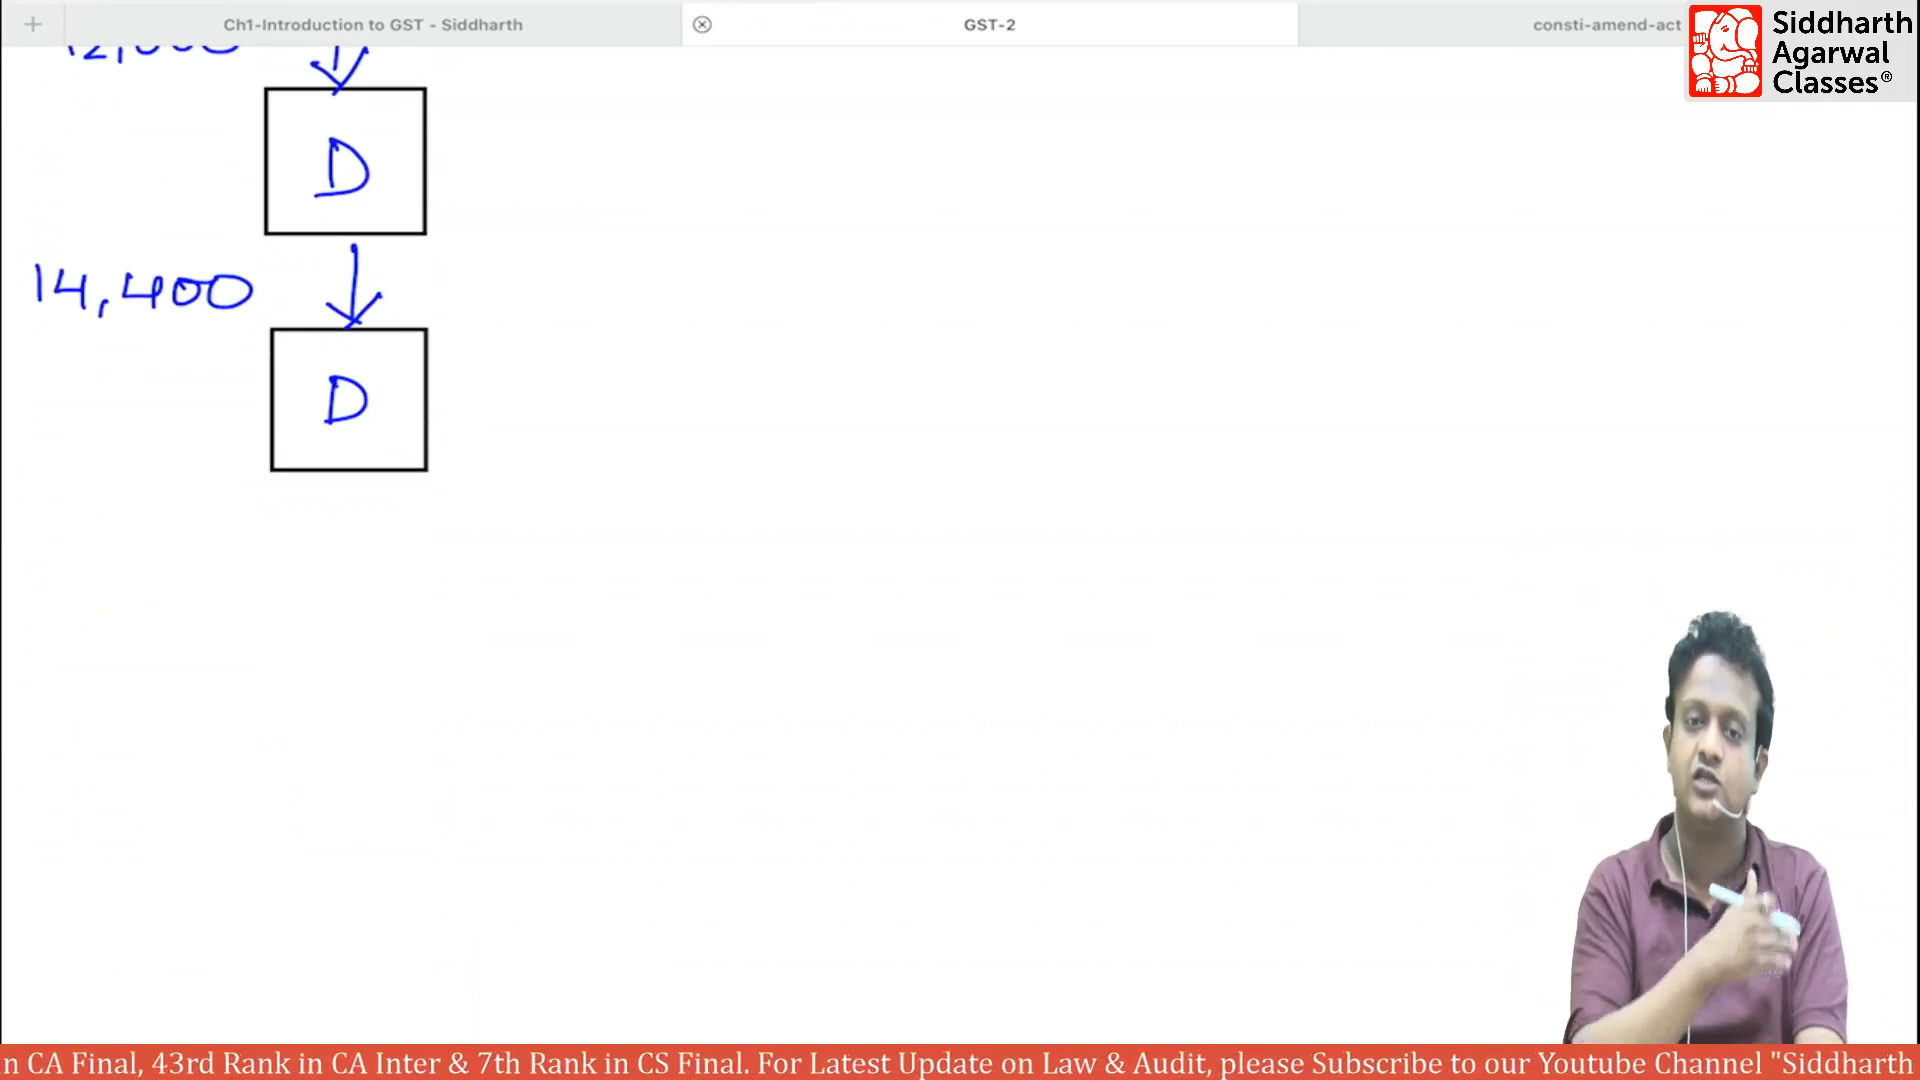 Ch1-Introduction to GST - Siddharth
GST-2
consti-amend-act
Siddharth
Agarwal
Classes®
12,000
D
14,400
D
n CA Final, 43rd Rank in CA Inter & 7th Rank in CS Final. For Latest Update on Law & Audit, please Subscribe to our Youtube Channel "Siddharth